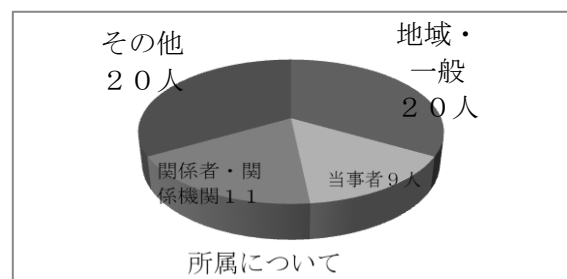 その他
２０人
地域・
一般
２０人
関係者・関
係機関１１
当事者９人
所属について